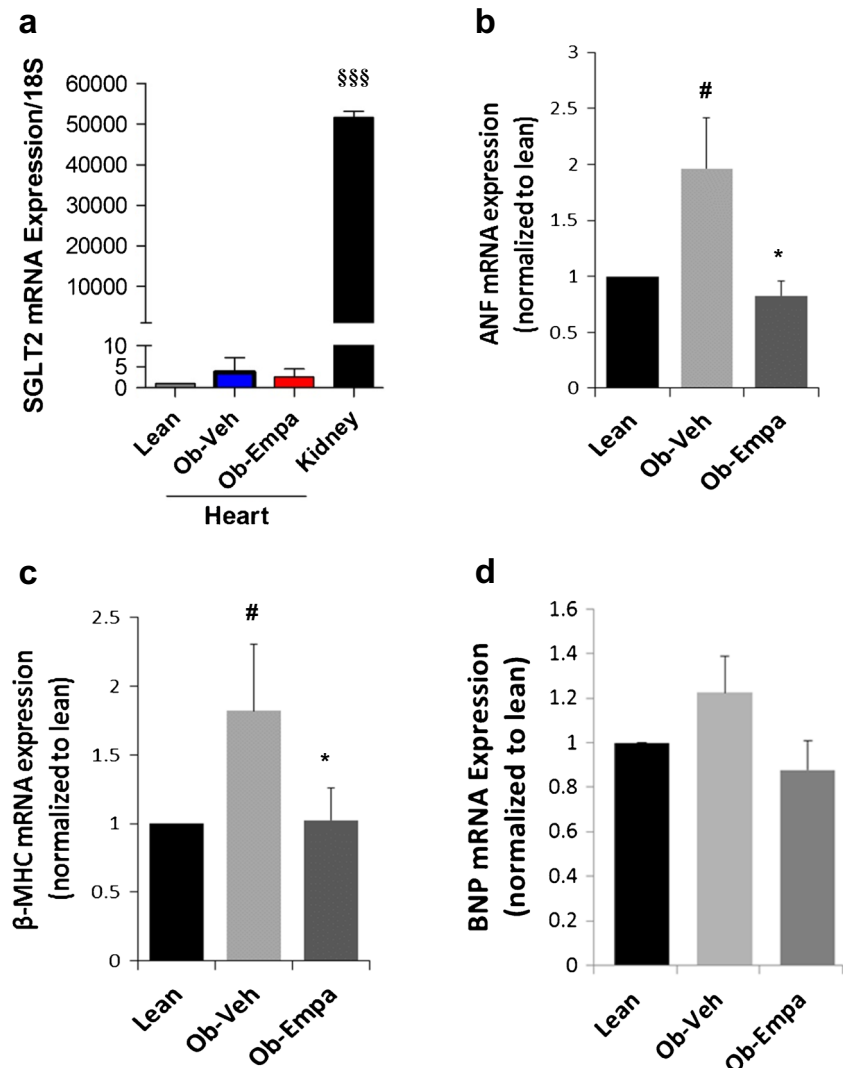 a
SGLT2 mRNA Expression/18S
60000
50000
40000
30000
20000
10000
10
5
0
§§§
Lean
Ob-Veh
Ob-Empa
Kidney
Heart
b
ANF mRNA expression
(normalized to lean)
3
2.5
2
1.5
1
0.5
0
#
*
Lean
Ob-Veh
Ob-Empa
c
β-MHC mRNA expression
(normalized to lean)
2.5
2
1.5
1
0.5
0
#
*
Lean
Ob-Veh
Ob-Empa
d
BNP mRNA Expression
(normalized to lean)
1.6
1.4
1.2
1
0.8
0.6
0.4
0.2
0
Lean
Ob-Veh
Ob-Empa